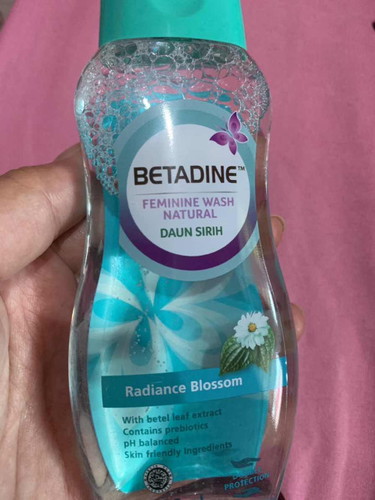 BETADINE™
FEMININE WASH
NATURAL
DAUN SIRIH
Radiance Blossom
With betel leaf extract
Contains prebiotics
pH balanced
Skin friendly ingredients
PROTECTION